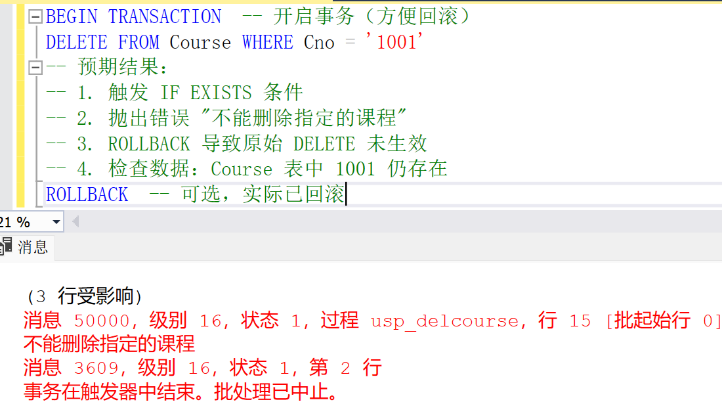 BEGIN TRANSACTION  -- 开启事务（方便回滚）
DELETE FROM Course WHERE Cno = '1001'
-- 预期结果：
-- 1. 触发 IF EXISTS 条件
-- 2. 抛出错误 "不能删除指定的课程"
-- 3. ROLLBACK 导致原始 DELETE 未生效
-- 4. 检查数据：Course 表中 1001 仍存在
ROLLBACK  -- 可选，实际已回滚
21 %
消息
(3 行受影响)
消息 50000，级别 16，状态 1，过程 usp_delcourse，行 15 [批起始行 0]
不能删除指定的课程
消息 3609，级别 16，状态 1，第 2 行
事务在触发器中结束。批处理已中止。